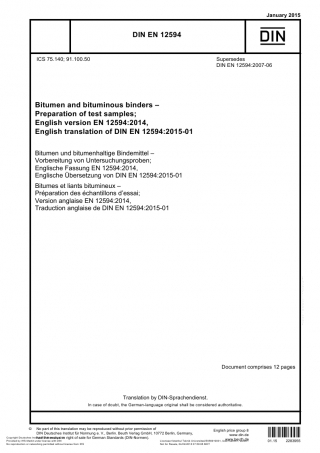 January 2015
DIN EN 12594
DIN
ICS 75.140; 91.100.50
Supersedes
DIN EN 12594:2007-06
Bitumen and bituminous binders –
Preparation of test samples;
English version EN 12594:2014,
English translation of DIN EN 12594:2015-01
Bitumen und bitumenhaltige Bindemittel –
Vorbereitung von Untersuchungsproben;
Englische Fassung EN 12594:2014,
Englische Übersetzung von DIN EN 12594:2015-01
Bitumes et liants bitumineux –
Préparation des échantillons d'essai;
Version anglaise EN 12594:2014,
Traduction anglaise de DIN EN 12594:2015-01
Document comprises 12 pages
Translation by DIN-Sprachendienst.
In case of doubt, the German-language original shall be considered authoritative.
© No part of this translation may be reproduced without prior permission of
DIN Deutsches Institut für Normung e. V., Berlin. Beuth Verlag GmbH, 10772 Berlin, Germany,
has the exclusive right of sale for German Standards (DIN-Normen).
English price group 8
www.din.de
www.beuth.de